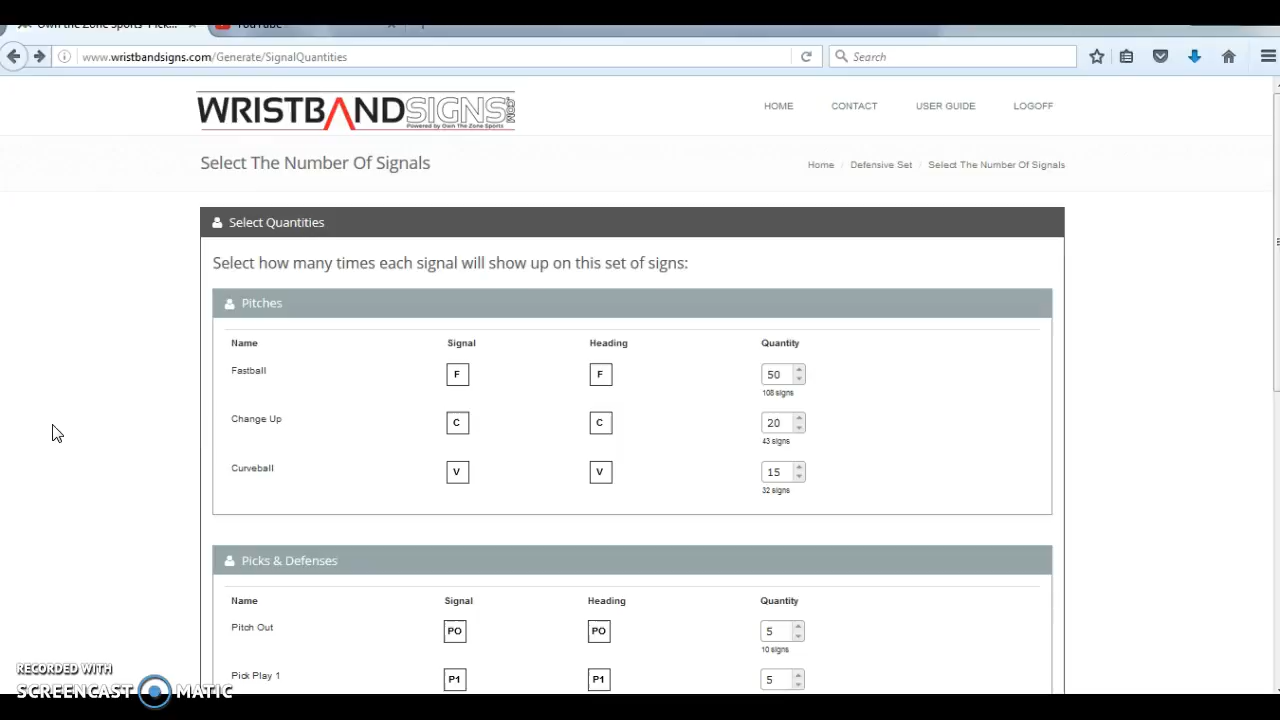 Own the Zone Sports Pick...
YouTube
www.wristbandsigns.com/Generate/SignalQuantities
Search
WRISTBANDSIGNS.COM
Powered by Own The Zone Sports
HOME CONTACT USER GUIDE LOGOFF
Select The Number Of Signals
Home / Defensive Set / Select The Number Of Signals
Select Quantities
Select how many times each signal will show up on this set of signs:
Pitches
Name Signal Heading Quantity
Fastball F F 50
108 signs
Change Up C C 20
43 signs
Curveball V V 15
32 signs
Picks & Defenses
Name Signal Heading Quantity
Pitch Out PO PO 5
10 signs
Pick Play 1 P1 P1 5
RECORDED WITH
SCREENCAST MATIC